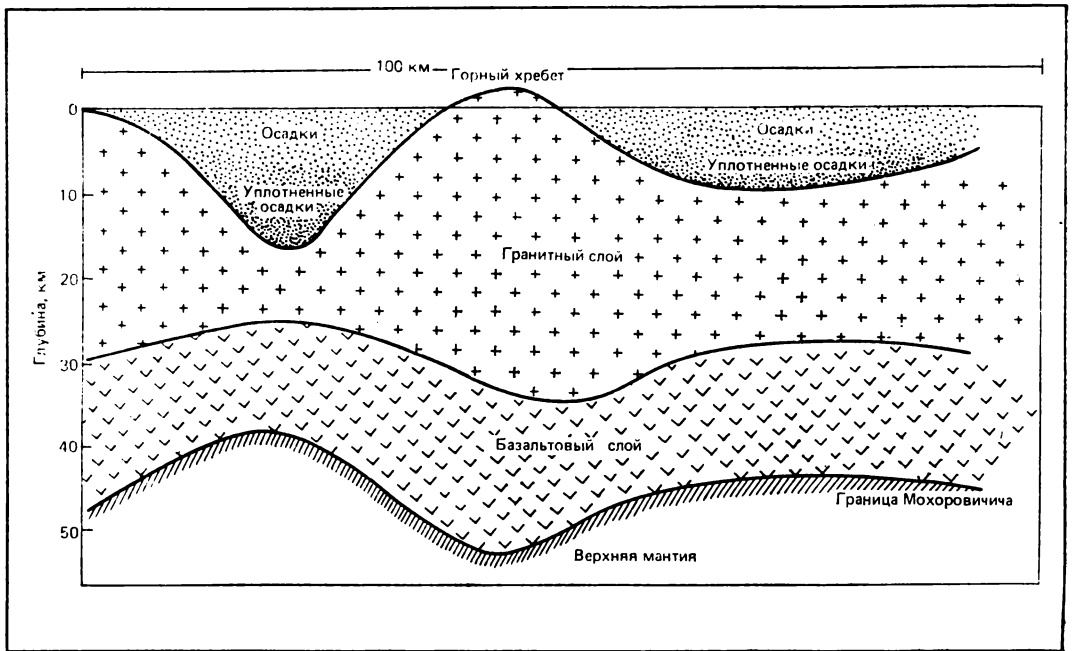 100 км
Горный хребет
0
Осадки
Осадки
Уплотненные
осадки
Уплотненные осадки
10
Гранитный слой
20
Глубина, км
30
Базальтовый слой
40
Граница Мохоровичича
50
Верхняя мантия